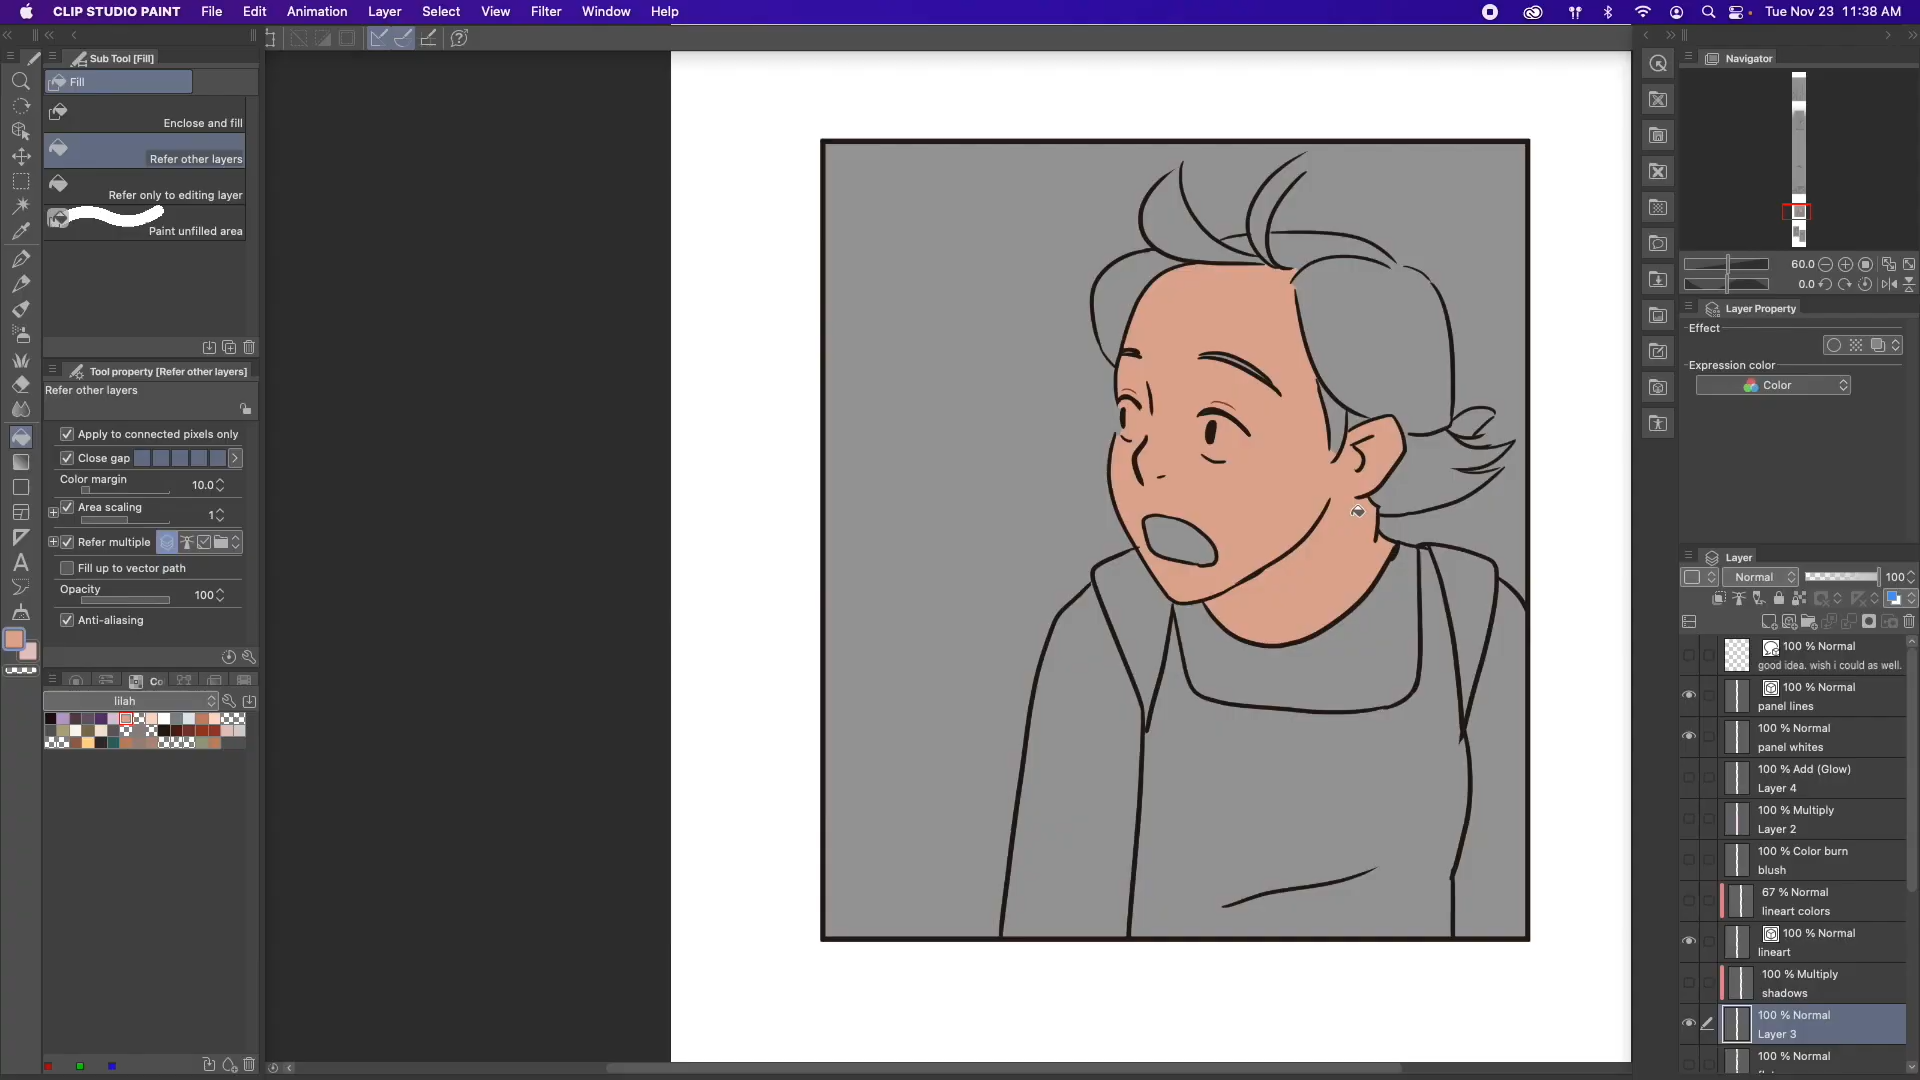 CLIP STUDIO PAINT File Edit Animation Layer Select View Filter Window Help Tue Nov 23 11:38 AM
Sub Tool [Fill]
Fill
Enclose and fill
Refer other layers
Refer only to editing layer
Paint unfilled area
Tool property [Refer other layers]
Refer other layers
Apply to connected pixels only
Close gap
Color margin
10.0
Area scaling
1
Refer multiple
Fill up to vector path
Opacity
100
Anti-aliasing
Co
lilah
Navigator
60.0
0.0
Layer Property
Effect
Expression color
Color
Layer
Normal 100
100 % Normal
good idea. wish i could as well.
100 % Normal
panel lines
100 % Normal
panel whites
100 % Add (Glow)
Layer 4
100 % Multiply
Layer 2
100 % Color burn
blush
67 % Normal
lineart colors
100 % Normal
lineart
100 % Multiply
shadows
100 % Normal
Layer 3
100 % Normal